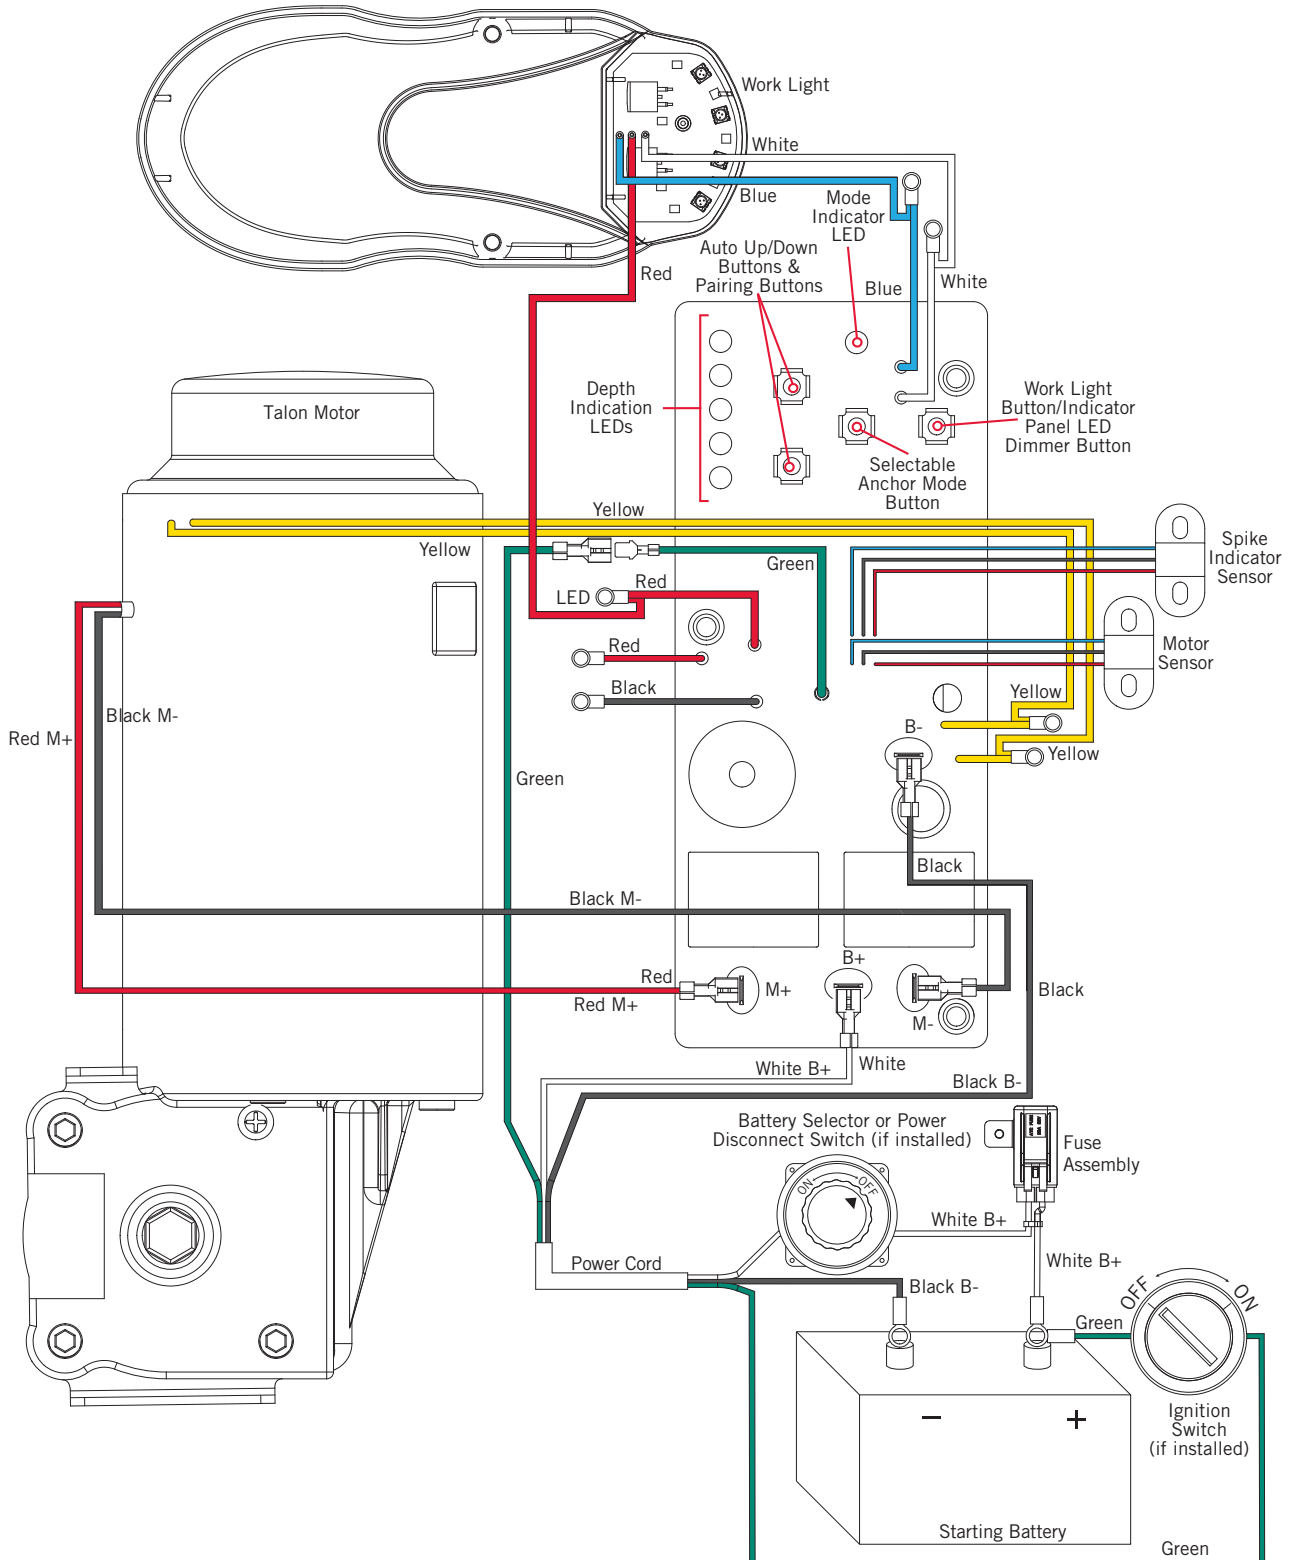 Work Light
White
Blue
Mode
Indicator
LED
Auto Up/Down
Buttons &
Pairing Buttons
Red
Blue
White
Talon Motor
Depth
Indication
LEDs
Work Light
Button/Indicator
Panel LED
Dimmer Button
Selectable
Anchor Mode
Button
Yellow
Yellow
Green
Spike
Indicator
Sensor
Red
LED
Red
Motor
Sensor
Black
Yellow
Black M-
Red M+
B-
Yellow
Green
Black
Black M-
B+
Red
M+
Black
Red M+
M-
White B+
White
Black B-
Battery Selector or Power
Disconnect Switch (if installed)
Fuse
Assembly
ON
OFF
White B+
Power Cord
White B+
Black B-
OFF
ON
Green
Ignition
Switch
(if installed)
−
+
Starting Battery
Green